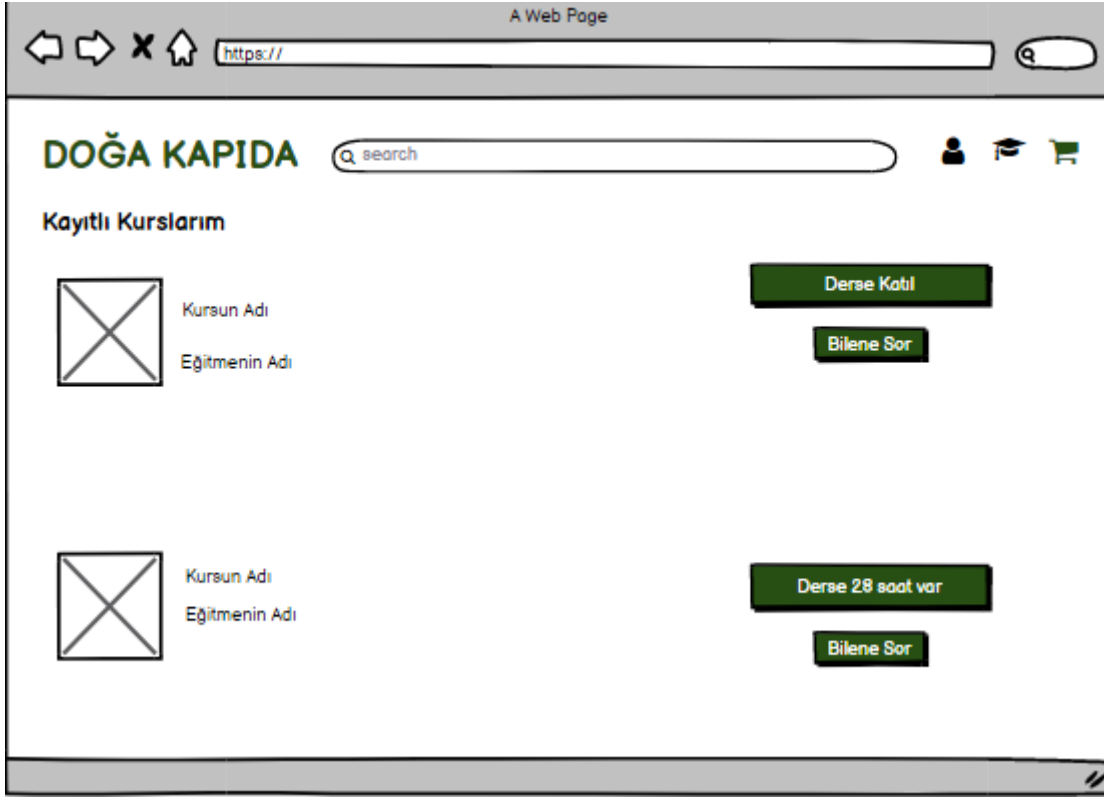 A Web Page
https://
DOĞA KAPIDA
search
Kayıtlı Kurslarım
Derse Katıl
Kursun Adı
Bilene Sor
Eğitmenin Adı
Kursun Adı
Derse 28 saat var
Eğitmenin Adı
Bilene Sor